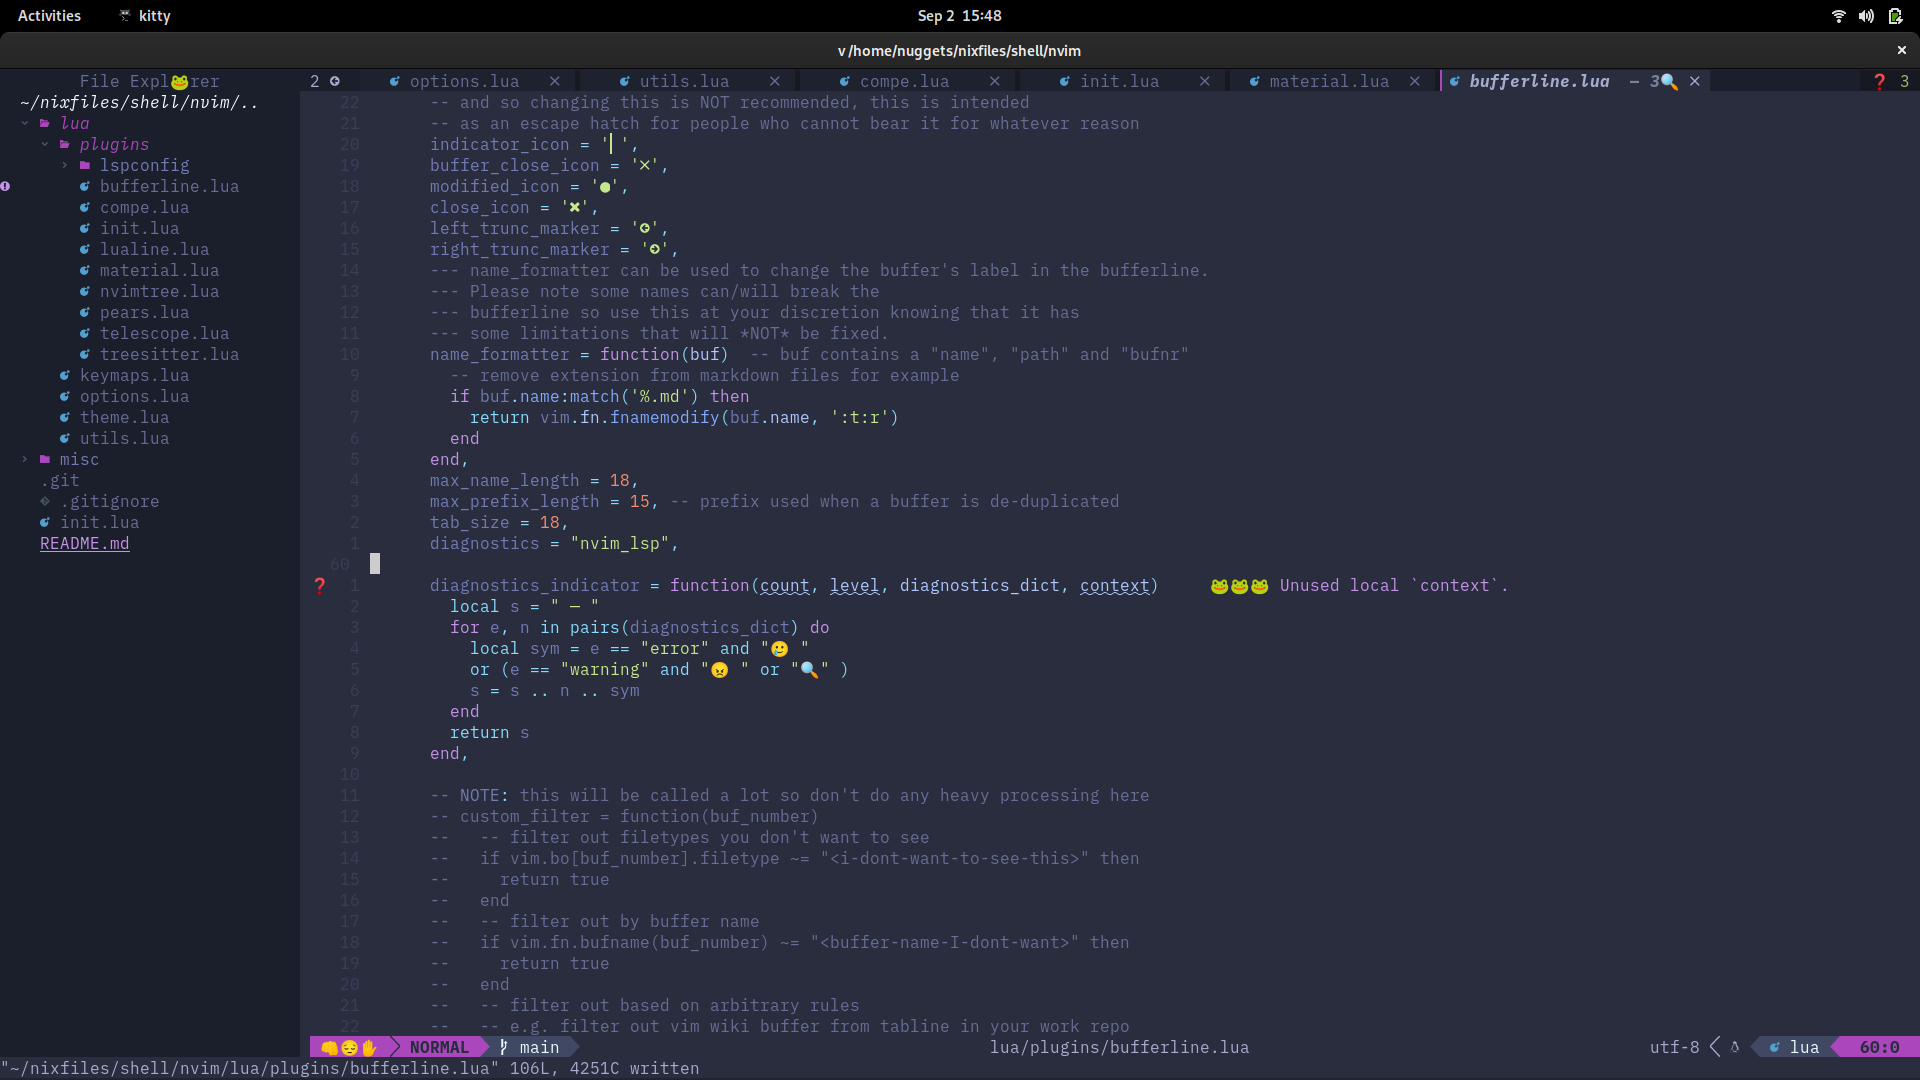 Activities kitty Sep 2 15:48
v /home/nuggets/nixfiles/shell/nvim
File Expl🐸rer
~/nixfiles/shell/nvim/..
lua
plugins
lspconfig
bufferline.lua
compe.lua
init.lua
lualine.lua
material.lua
nvimtree.lua
pears.lua
telescope.lua
treesitter.lua
keymaps.lua
options.lua
theme.lua
utils.lua
misc
.git
.gitignore
init.lua
README.md
2 options.lua utils.lua compe.lua init.lua material.lua bufferline.lua — 3🔍 ❓ 3
22 -- and so changing this is NOT recommended, this is intended
21 -- as an escape hatch for people who cannot bear it for whatever reason
20 indicator_icon = '▎',
19 buffer_close_icon = '✕',
18 modified_icon = '●',
17 close_icon = '✖',
16 left_trunc_marker = '',
15 right_trunc_marker = '',
14 --- name_formatter can be used to change the buffer's label in the bufferline.
13 --- Please note some names can/will break the
12 --- bufferline so use this at your discretion knowing that it has
11 --- some limitations that will *NOT* be fixed.
10 name_formatter = function(buf)  -- buf contains a "name", "path" and "bufnr"
9 -- remove extension from markdown files for example
8 if buf.name:match('%.md') then
7 return vim.fn.fnamemodify(buf.name, ':t:r')
6 end
5 end,
4 max_name_length = 18,
3 max_prefix_length = 15, -- prefix used when a buffer is de-duplicated
2 tab_size = 18,
1 diagnostics = "nvim_lsp",
60
❓ 1 diagnostics_indicator = function(count, level, diagnostics_dict, context) 🐸🐸🐸 Unused local `context`.
2 local s = " — "
3 for e, n in pairs(diagnostics_dict) do
4 local sym = e == "error" and "🥲 "
5 or (e == "warning" and "😠 " or "🔍" )
6 s = s .. n .. sym
7 end
8 return s
9 end,
10
11 -- NOTE: this will be called a lot so don't do any heavy processing here
12 -- custom_filter = function(buf_number)
13 --   -- filter out filetypes you don't want to see
14 --   if vim.bo[buf_number].filetype ~= "<i-dont-want-to-see-this>" then
15 --     return true
16 --   end
17 --   -- filter out by buffer name
18 --   if vim.fn.bufname(buf_number) ~= "<buffer-name-I-dont-want>" then
19 --     return true
20 --   end
21 --   -- filter out based on arbitrary rules
22 --   -- e.g. filter out vim wiki buffer from tabline in your work repo
👊😔✋ NORMAL main lua/plugins/bufferline.lua utf-8 lua 60:0
"~/nixfiles/shell/nvim/lua/plugins/bufferline.lua" 106L, 4251C written